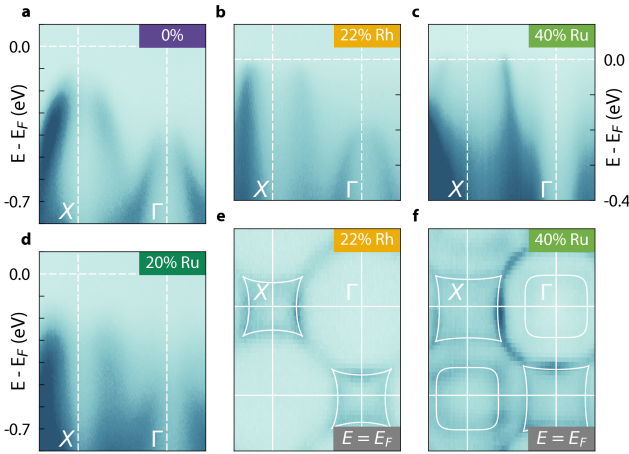 a
0%
0.0
-0.7
E - E_F (eV)
X
Γ
b
22% Rh
X
Γ
c
40% Ru
0.0
-0.4
E - E_F (eV)
X
Γ
d
20% Ru
0.0
-0.7
E - E_F (eV)
X
Γ
e
22% Rh
X
Γ
E = E_F
f
40% Ru
X
Γ
E = E_F